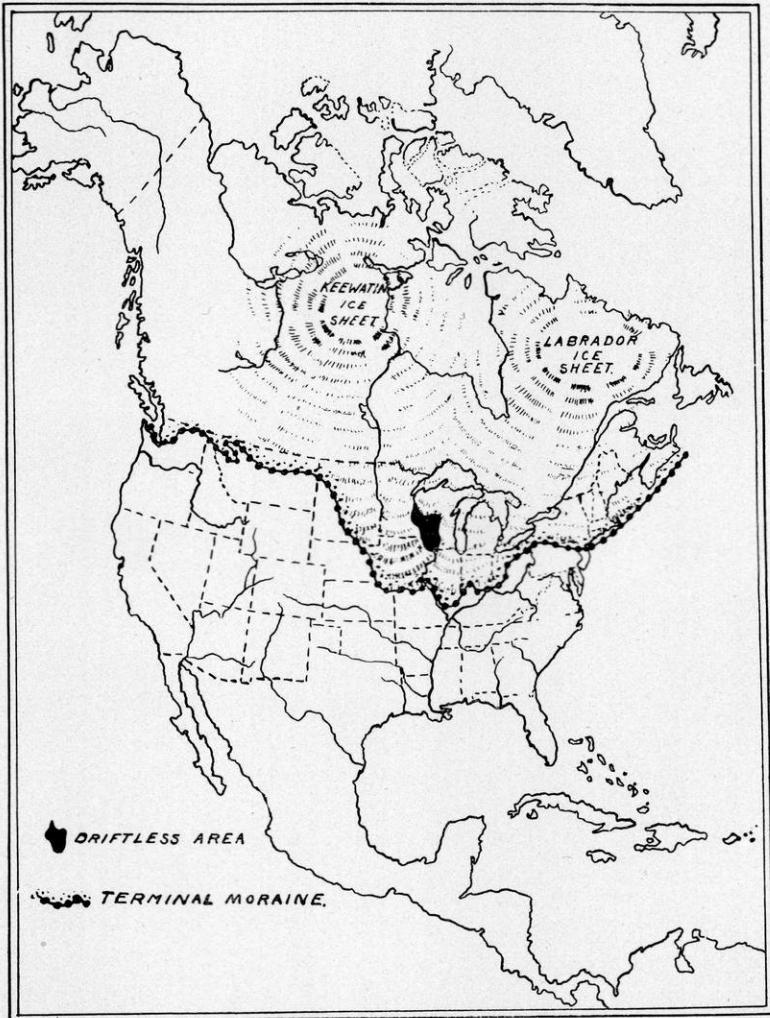 KEEWATIN
ICE
SHEET.
LABRADOR
ICE
SHEET.
DRIFTLESS AREA
TERMINAL MORAINE.